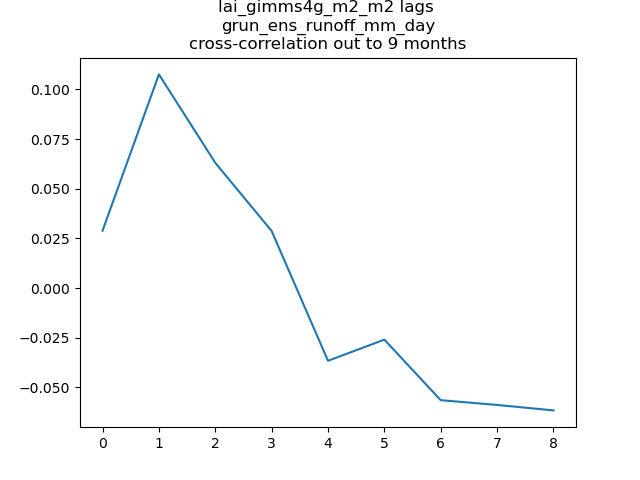 lai_gimms4g_m2_m2 lags
grun_ens_runoff_mm_day
cross-correlation out to 9 months
0.100
0.075
0.050
0.025
0.000
−0.025
−0.050
0 1 2 3 4 5 6 7 8